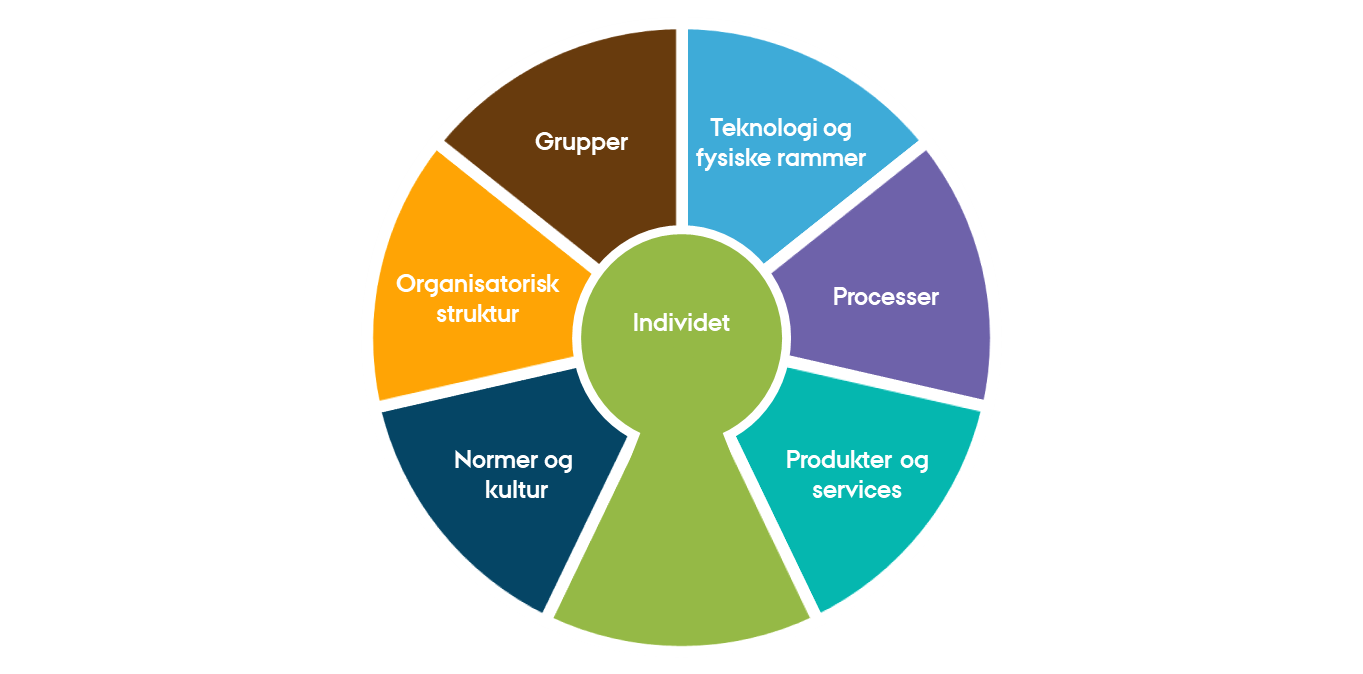 Grupper
Teknologi og
fysiske rammer
Organisatorisk
struktur
Processer
Individet
Normer og
kultur
Produkter og
services